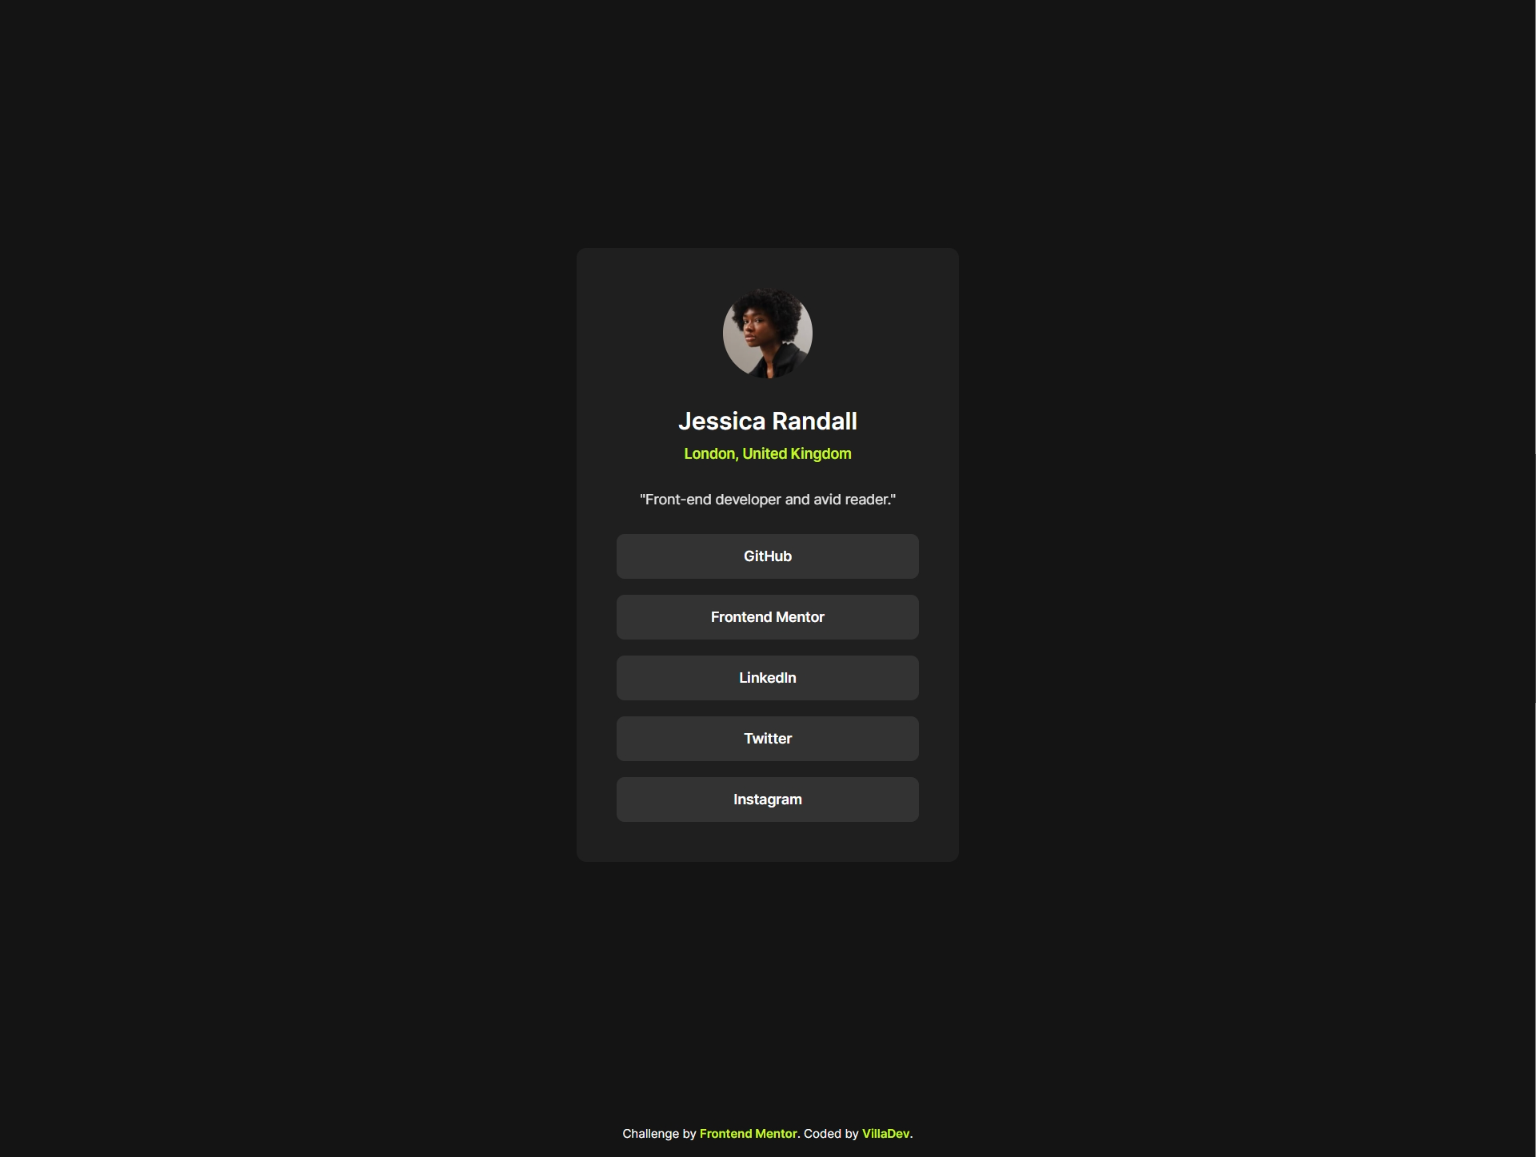 Jessica Randall
London, United Kingdom
"Front-end developer and avid reader."
GitHub
Frontend Mentor
LinkedIn
Twitter
Instagram
Challenge by Frontend Mentor. Coded by VillaDev.